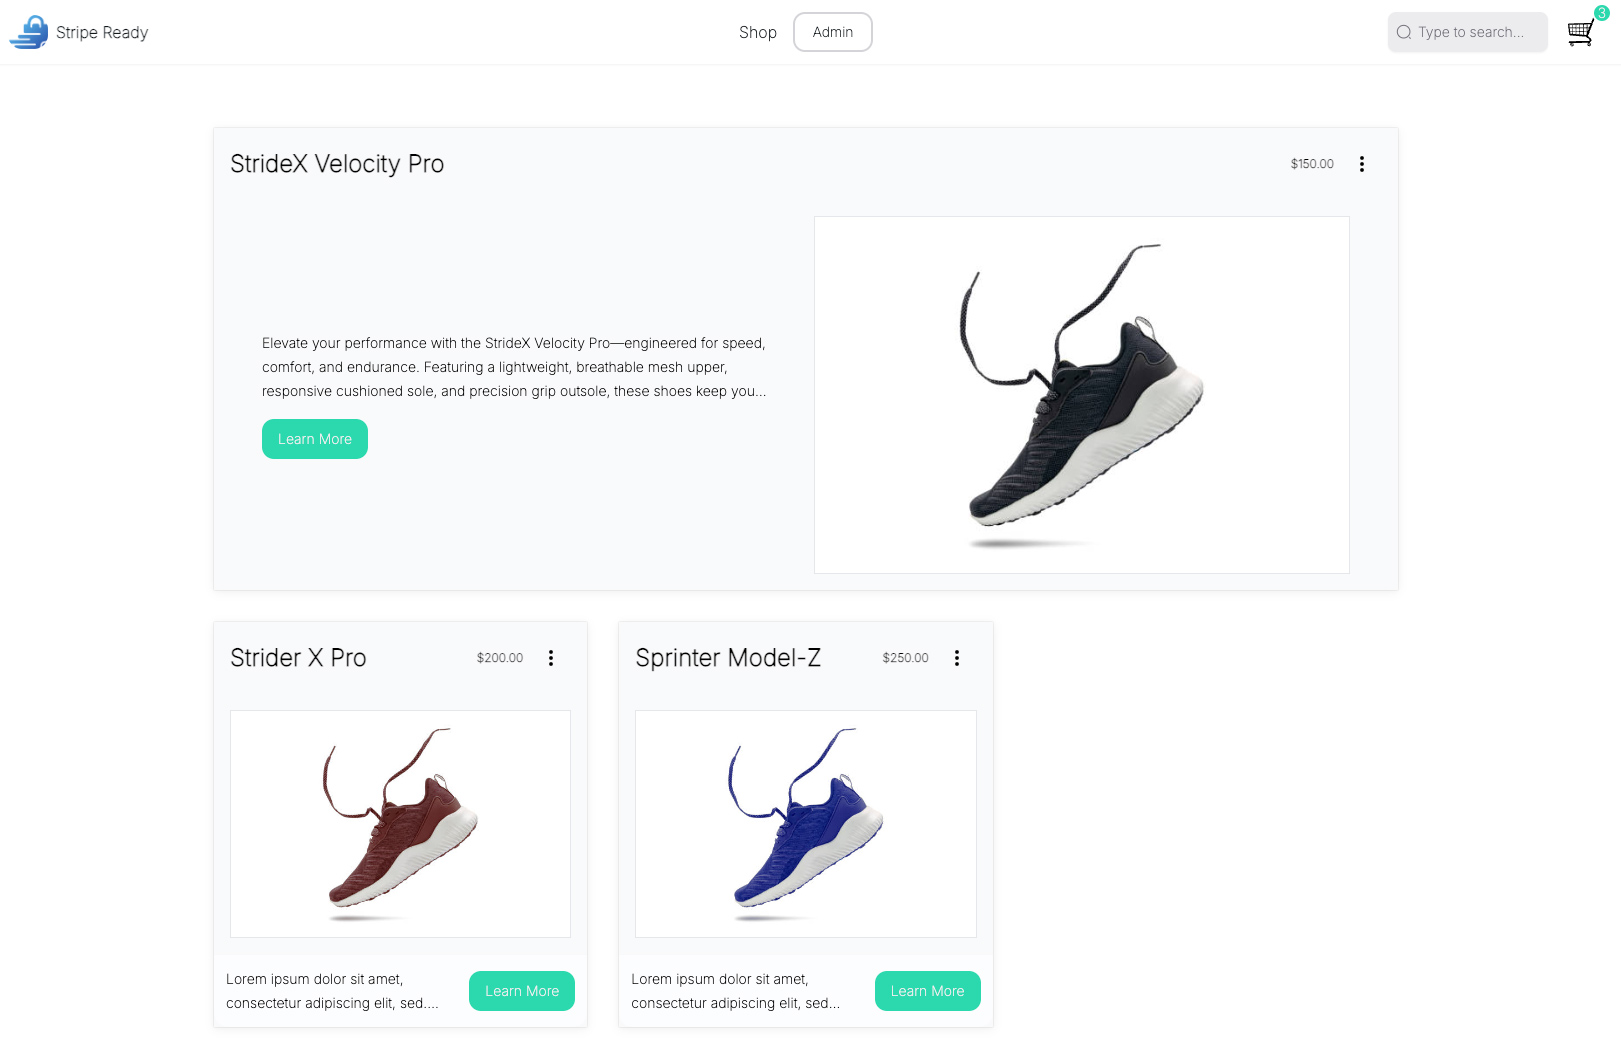 Stripe Ready
Shop
Admin
Type to search...
3
StrideX Velocity Pro
$150.00
Elevate your performance with the StrideX Velocity Pro—engineered for speed,
comfort, and endurance. Featuring a lightweight, breathable mesh upper,
responsive cushioned sole, and precision grip outsole, these shoes keep you...
Learn More
Strider X Pro
$200.00
Lorem ipsum dolor sit amet,
consectetur adipiscing elit, sed....
Learn More
Sprinter Model-Z
$250.00
Lorem ipsum dolor sit amet,
consectetur adipiscing elit, sed...
Learn More